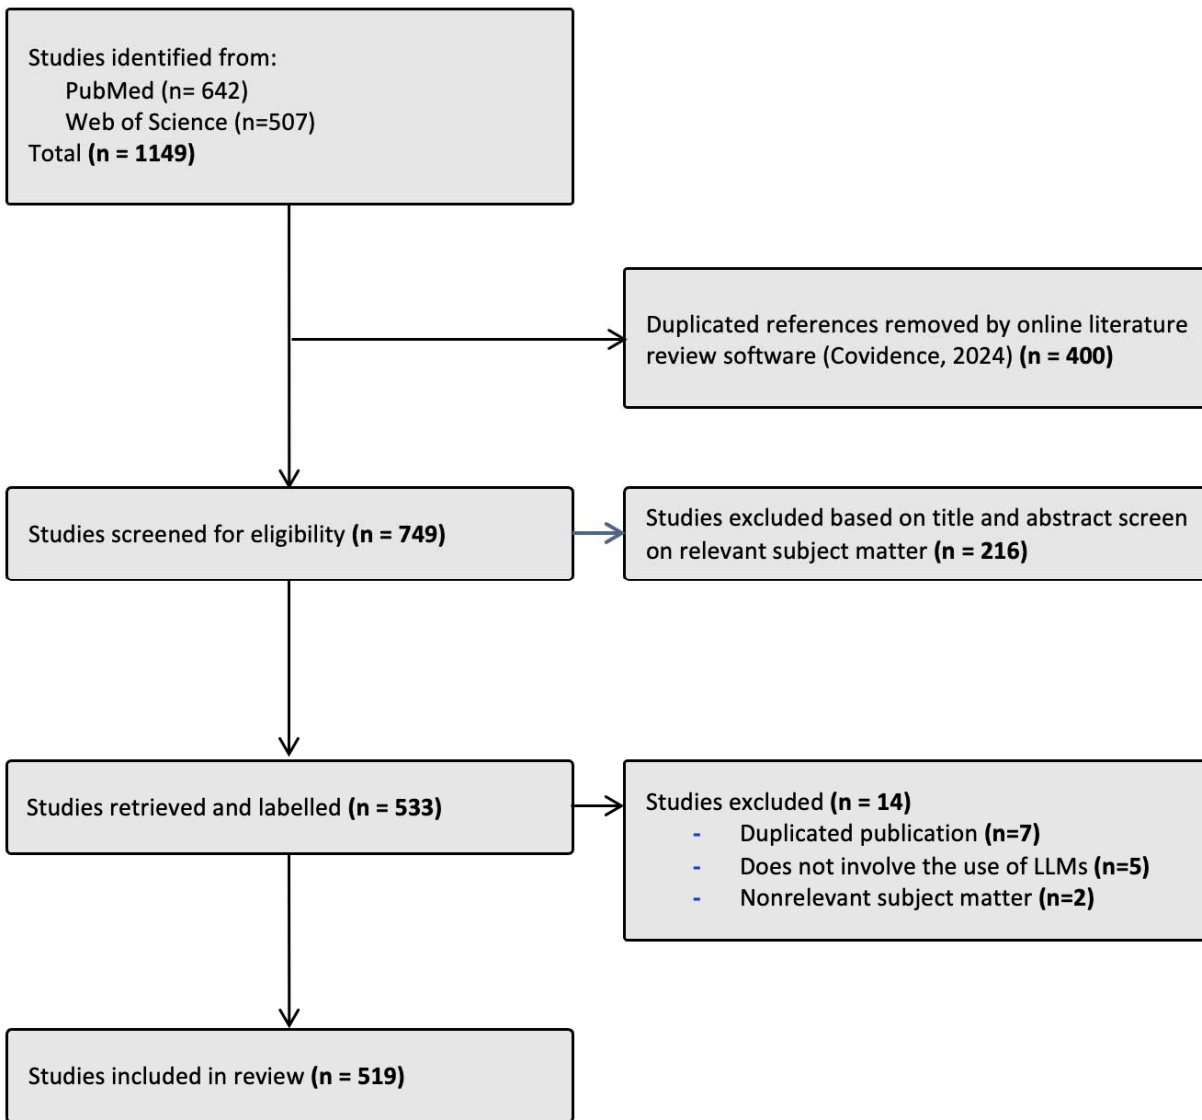 Studies identified from:
PubMed (n= 642)
Web of Science (n=507)
Total (n = 1149)
Duplicated references removed by online literature
review software (Covidence, 2024) (n = 400)
Studies screened for eligibility (n = 749)
Studies excluded based on title and abstract screen
on relevant subject matter (n = 216)
Studies retrieved and labelled (n = 533)
Studies excluded (n = 14)
- Duplicated publication (n=7)
- Does not involve the use of LLMs (n=5)
- Nonrelevant subject matter (n=2)
Studies included in review (n = 519)